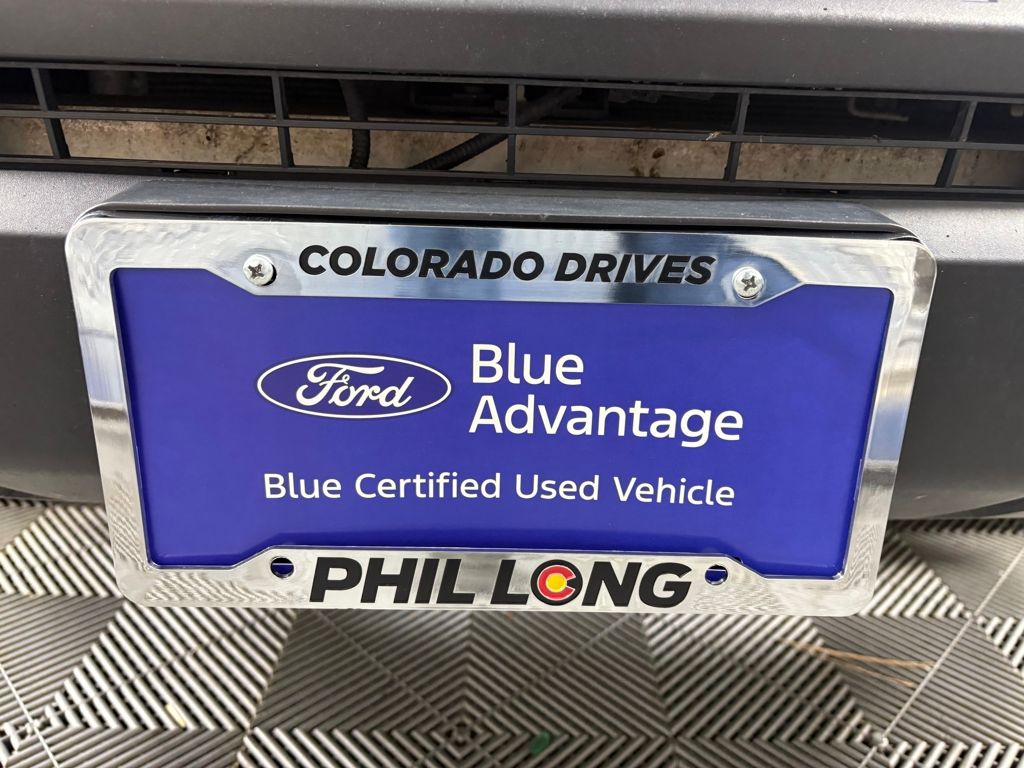 COLORADO DRIVES
Ford
Blue
Advantage
Blue Certified Used Vehicle
PHIL LONG